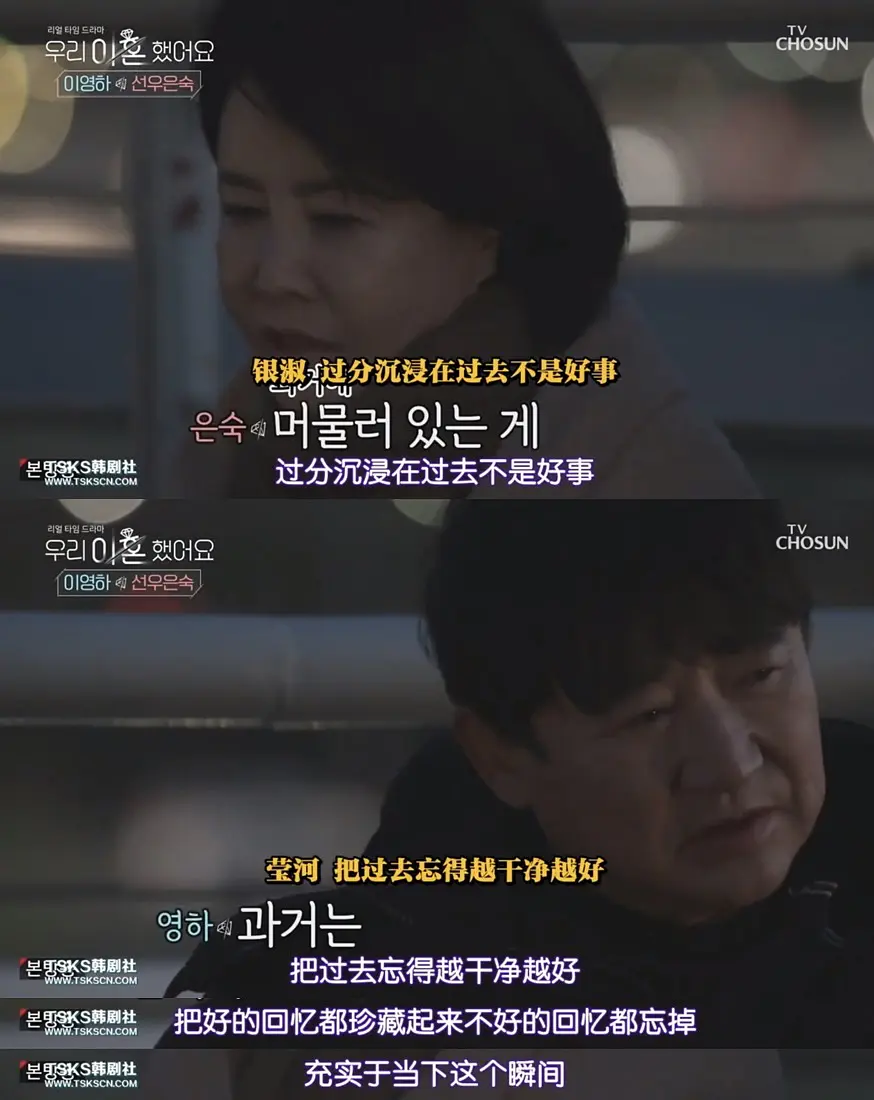 리얼 타임 드라마
우리 이혼 했어요
이영하 선우은숙
TV
CHOSUN
银淑 过分沉浸在过去不是好事
은숙 머물러 있는 게
过分沉浸在过去不是好事
TSKS韩剧社
WWW.TSKSCN.COM
리얼 타임 드라마
우리 이혼 했어요
이영하 선우은숙
TV
CHOSUN
莹河 把过去忘得越干净越好
영하 과거는
把过去忘得越干净越好
TSKS韩剧社
WWW.TSKSCN.COM
把好的回忆都珍藏起来不好的回忆都忘掉
TSKS韩剧社
WWW.TSKSCN.COM
充实于当下这个瞬间
TSKS韩剧社
WWW.TSKSCN.COM